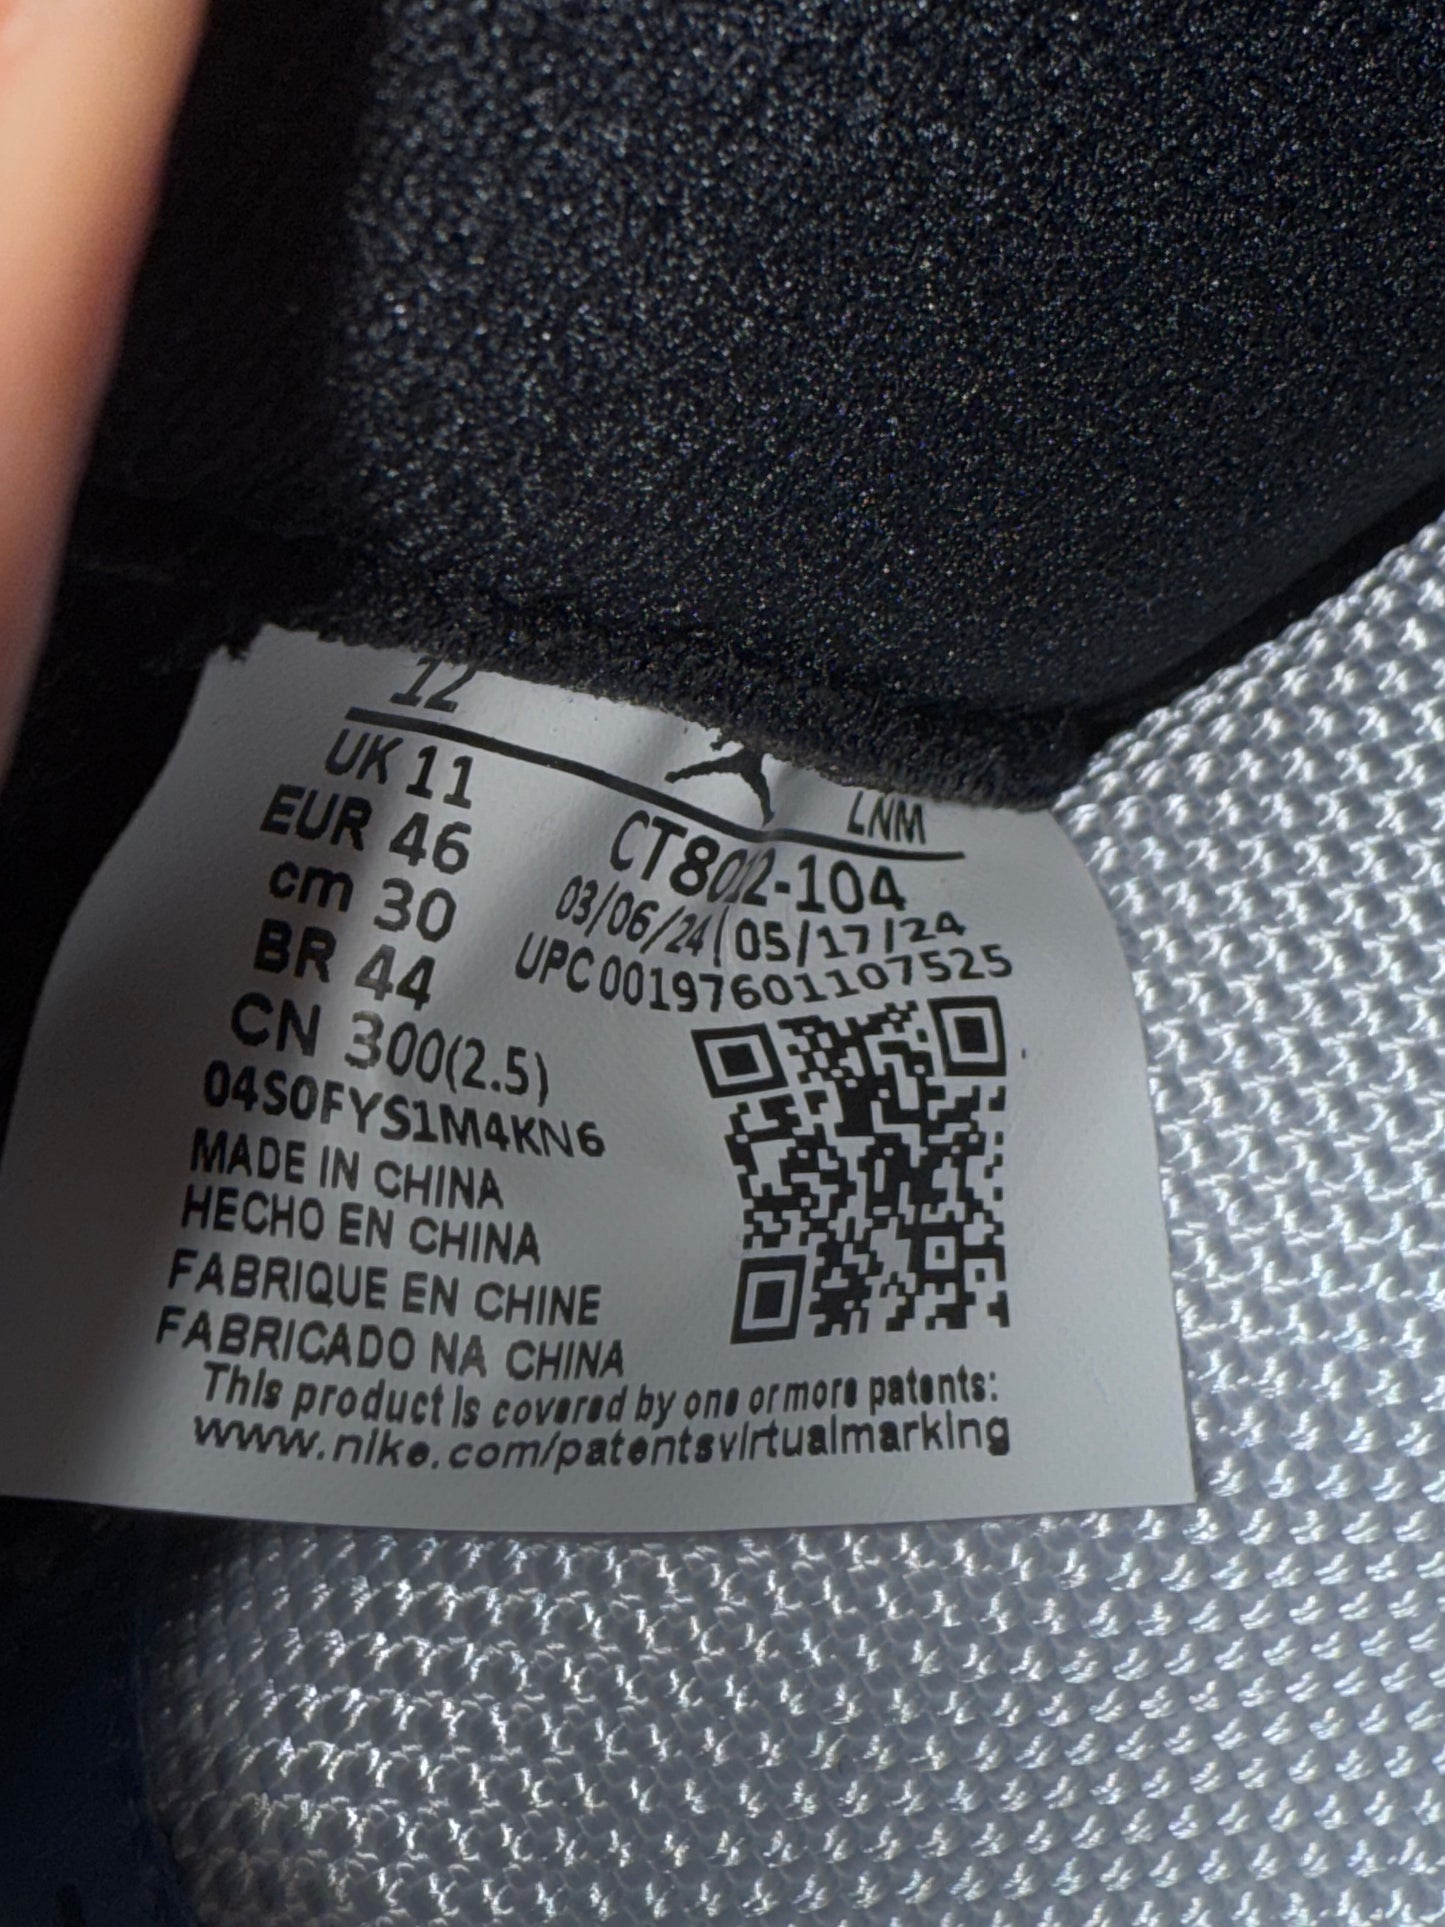 12
UK 11
EUR 46
cm 30
BR 44
CN 300(2.5)
LNM
CT8012-104
03/06/24 | 05/17/24
UPC 00197601107525
04S0FYS1M4KN6
MADE IN CHINA
HECHO EN CHINA
FABRIQUE EN CHINE
FABRICADO NA CHINA
This product is covered by one or more patents:
www.nike.com/patentsvirtualmarking